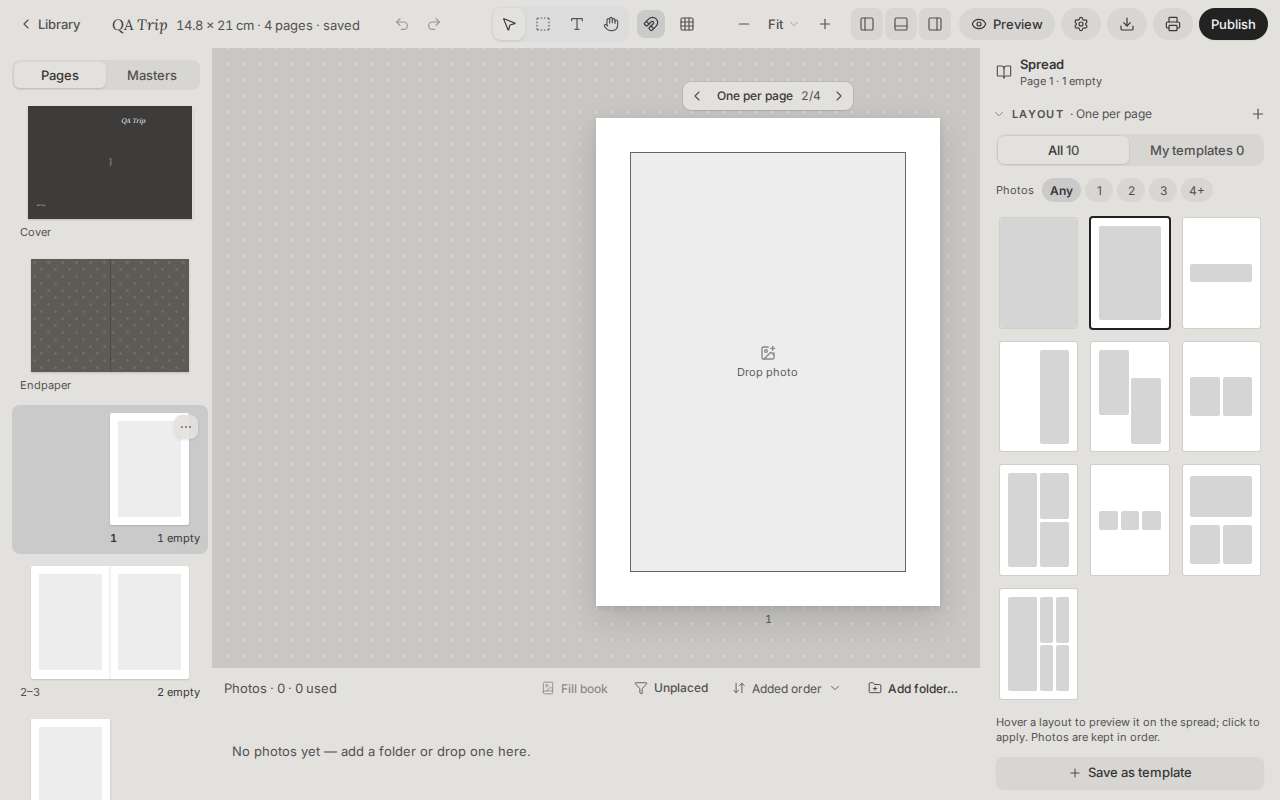 Library
QA Trip 14.8 × 21 cm · 4 pages · saved
Fit
Preview
Publish
Pages
Masters
QA Trip
Cover
Endpaper
1
1 empty
2–3
2 empty
One per page 2/4
Drop photo
1
Photos · 0 · 0 used
Fill book
Unplaced
Added order
Add folder...
No photos yet — add a folder or drop one here.
Spread
Page 1 · 1 empty
LAYOUT · One per page
All 10
My templates 0
Photos
Any
1
2
3
4+
Hover a layout to preview it on the spread; click to
apply. Photos are kept in order.
Save as template